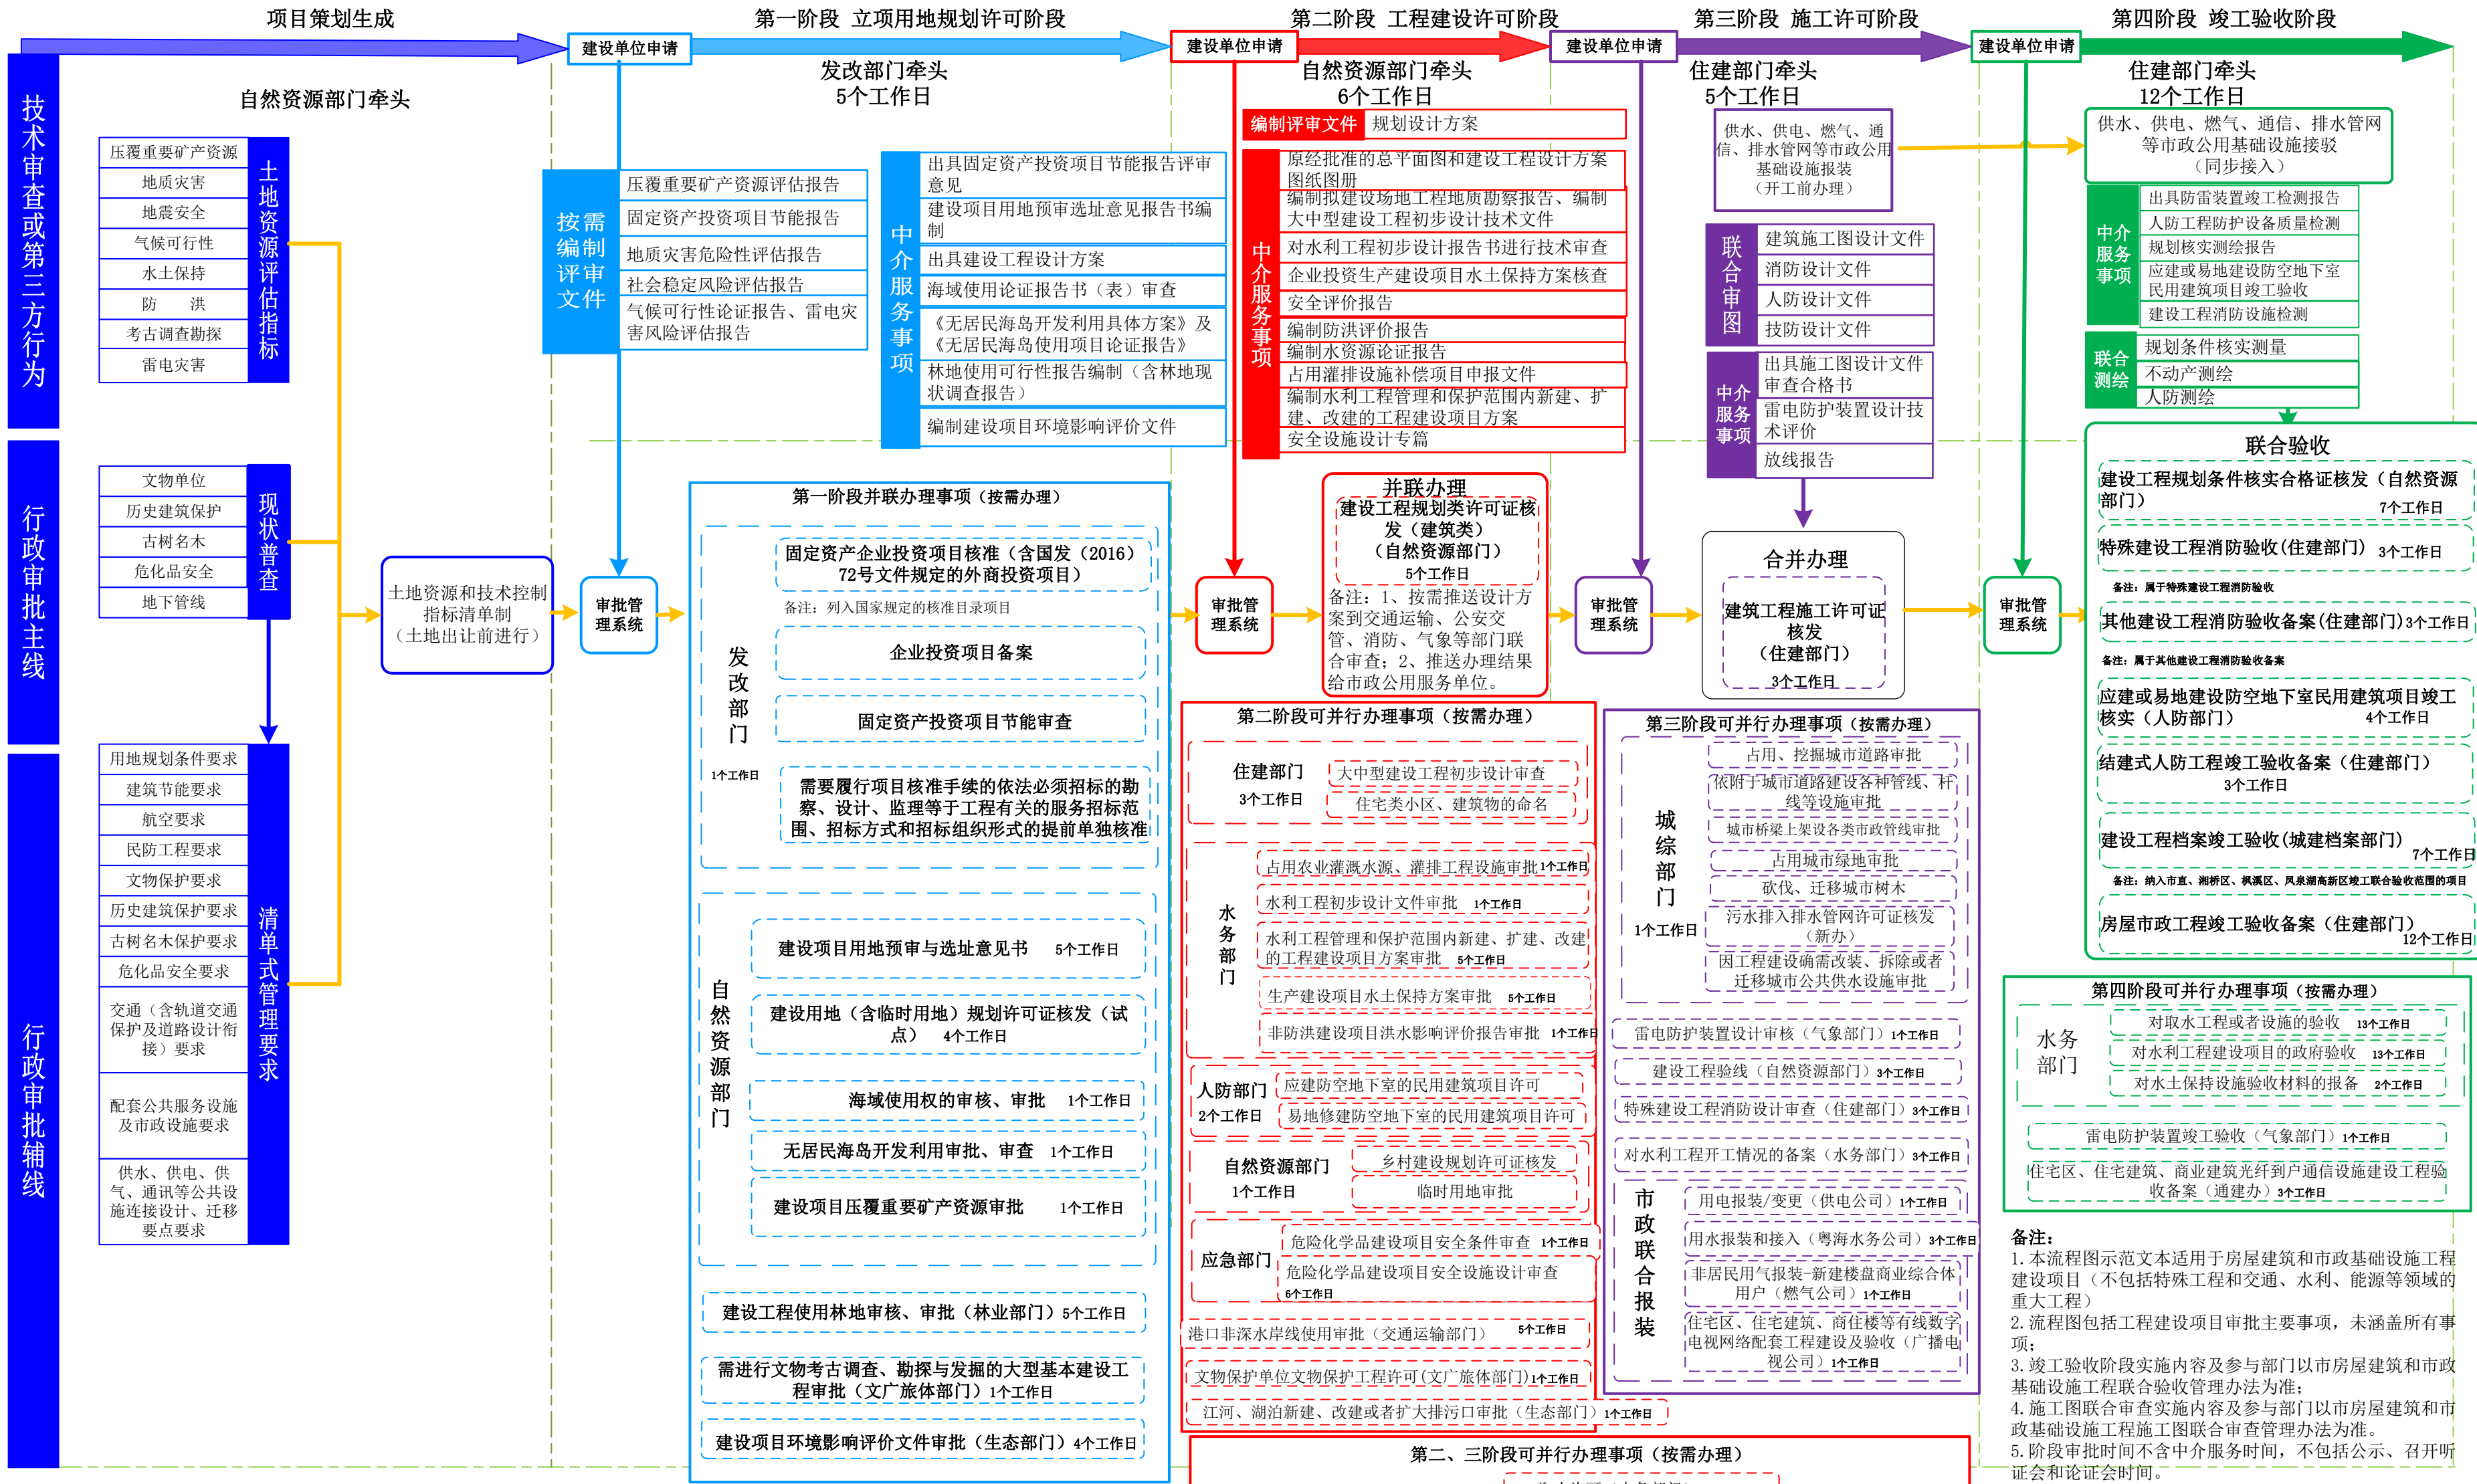 项目策划生成
第一阶段 立项用地规划许可阶段
第二阶段 工程建设许可阶段
第三阶段 施工许可阶段
第四阶段 竣工验收阶段
建设单位申请
建设单位申请
建设单位申请
建设单位申请
自然资源部门牵头
发改部门牵头
5个工作日
自然资源部门牵头
6个工作日
住建部门牵头
5个工作日
住建部门牵头
12个工作日
技术审查或第三方行为
行政审批主线
行政审批辅线
压覆重要矿产资源
地质灾害
地震安全
气候可行性
水土保持
防 洪
考古调查勘探
雷电灾害
土地资源评估指标
文物单位
历史建筑保护
古树名木
危化品安全
地下管线
现状普查
用地规划条件要求
建筑节能要求
航空要求
民防工程要求
文物保护要求
历史建筑保护要求
古树名木保护要求
危化品安全要求
交通（含轨道交通
保护及道路设计衔
接）要求
配套公共服务设施
及市政设施要求
供水、供电、供
气、通讯等公共设
施连接设计、迁移
要点要求
清单式管理要求
土地资源和技术控制
指标清单制
（土地出让前进行）
按需
编制
评审
文件
压覆重要矿产资源评估报告
固定资产投资项目节能报告
地质灾害危险性评估报告
社会稳定风险评估报告
气候可行性论证报告、雷电灾
害风险评估报告
中介服务事项
出具固定资产投资项目节能报告评审
意见
建设项目用地预审选址意见报告书编
制
出具建设工程设计方案
海域使用论证报告书（表）审查
《无居民海岛开发利用具体方案》及
《无居民海岛使用项目论证报告》
林地使用可行性报告编制（含林地现
状调查报告）
编制建设项目环境影响评价文件
审批管
理系统
第一阶段并联办理事项（按需办理）
发改部门
1个工作日
固定资产企业投资项目核准（含国发（2016）
72号文件规定的外商投资项目）
备注：列入国家规定的核准目录项目
企业投资项目备案
固定资产投资项目节能审查
需要履行项目核准手续的依法必须招标的勘
察、设计、监理等于工程有关的服务招标范
围、招标方式和招标组织形式的提前单独核准
自然资源部门
建设项目用地预审与选址意见书 5个工作日
建设用地（含临时用地）规划许可证核发（试
点） 4个工作日
海域使用权的审核、审批 1个工作日
无居民海岛开发利用审批、审查 1个工作日
建设项目压覆重要矿产资源审批 1个工作日
建设工程使用林地审核、审批（林业部门）5个工作日
需进行文物考古调查、勘探与发掘的大型基本建设工
程审批（文广旅体部门）1个工作日
建设项目环境影响评价文件审批（生态部门）4个工作日
编制评审文件 规划设计方案
中介服务事项
原经批准的总平面图和建设工程设计方案
图纸图册
编制拟建设场地工程地质勘察报告、编制
大中型建设工程初步设计技术文件
对水利工程初步设计报告书进行技术审查
企业投资生产建设项目水土保持方案核查
安全评价报告
编制防洪评价报告
编制水资源论证报告
占用灌排设施补偿项目申报文件
编制水利工程管理和保护范围内新建、扩
建、改建的工程建设项目方案
安全设施设计专篇
审批管
理系统
并联办理
建设工程规划类许可证核
发（建筑类）
（自然资源部门）
5个工作日
备注：1、按需推送设计方
案到交通运输、公安交
管、消防、气象等部门联
合审查；2、推送办理结果
给市政公用服务单位。
第二阶段可并行办理事项（按需办理）
住建部门
3个工作日
大中型建设工程初步设计审查
住宅类小区、建筑物的命名
水务部门
占用农业灌溉水源、灌排工程设施审批1个工作日
水利工程初步设计文件审批 1个工作日
水利工程管理和保护范围内新建、扩建、改建
的工程建设项目方案审批 5个工作日
生产建设项目水土保持方案审批 5个工作日
非防洪建设项目洪水影响评价报告审批 1个工作日
人防部门
2个工作日
应建防空地下室的民用建筑项目许可
易地修建防空地下室的民用建筑项目许可
自然资源部门
1个工作日
乡村建设规划许可证核发
临时用地审批
应急部门
危险化学品建设项目安全条件审查 1个工作日
危险化学品建设项目安全设施设计审查
6个工作日
港口非深水岸线使用审批（交通运输部门） 5个工作日
文物保护单位文物保护工程许可(文广旅体部门)1个工作日
江河、湖泊新建、改建或者扩大排污口审批（生态部门）1个工作日
第二、三阶段可并行办理事项（按需办理）
供水、供电、燃气、通
信、排水管网等市政公用
基础设施报装
（开工前办理）
联合审图
建筑施工图设计文件
消防设计文件
人防设计文件
技防设计文件
中介
服务
事项
出具施工图设计文件
审查合格书
雷电防护装置设计技
术评价
放线报告
审批管
理系统
合并办理
建筑工程施工许可证
核发
（住建部门）
3个工作日
第三阶段可并行办理事项（按需办理）
城综部门
1个工作日
占用、挖掘城市道路审批
依附于城市道路建设各种管线、杆
线等设施审批
城市桥梁上架设各类市政管线审批
占用城市绿地审批
砍伐、迁移城市树木
污水排入排水管网许可证核发
（新办）
因工程建设确需改装、拆除或者
迁移城市公共供水设施审批
雷电防护装置设计审核（气象部门）1个工作日
建设工程验线（自然资源部门）3个工作日
特殊建设工程消防设计审查（住建部门）3个工作日
对水利工程开工情况的备案（水务部门）3个工作日
市政联合报装
用电报装/变更（供电公司）1个工作日
用水报装和接入（粤海水务公司）3个工作日
非居民用气报装-新建楼盘商业综合体
用户（燃气公司）1个工作日
住宅区、住宅建筑、商住楼等有线数字
电视网络配套工程建设及验收（广播电
视公司）1个工作日
供水、供电、燃气、通信、排水管网
等市政公用基础设施接驳
（同步接入）
中介
服务
事项
出具防雷装置竣工检测报告
人防工程防护设备质量检测
规划核实测绘报告
应建或易地建设防空地下室
民用建筑项目竣工验收
建设工程消防设施检测
联合
测绘
规划条件核实测量
不动产测绘
人防测绘
审批管
理系统
联合验收
建设工程规划条件核实合格证核发（自然资源
部门）
7个工作日
特殊建设工程消防验收(住建部门) 3个工作日
备注：属于特殊建设工程消防验收
其他建设工程消防验收备案(住建部门)3个工作日
备注：属于其他建设工程消防验收备案
应建或易地建设防空地下室民用建筑项目竣工
核实（人防部门） 4个工作日
结建式人防工程竣工验收备案（住建部门）
3个工作日
建设工程档案竣工验收(城建档案部门)
7个工作日
备注：纳入市直、湘桥区、枫溪区、凤泉湖高新区竣工联合验收范围的项目
房屋市政工程竣工验收备案（住建部门）
12个工作日
第四阶段可并行办理事项（按需办理）
水务
部门
对取水工程或者设施的验收 13个工作日
对水利工程建设项目的政府验收 13个工作日
对水土保持设施验收材料的报备 2个工作日
雷电防护装置竣工验收（气象部门）1个工作日
住宅区、住宅建筑、商业建筑光纤到户通信设施建设工程验
收备案（通建办）3个工作日
备注：
1.本流程图示范文本适用于房屋建筑和市政基础设施工程
建设项目（不包括特殊工程和交通、水利、能源等领域的
重大工程）
2.流程图包括工程建设项目审批主要事项，未涵盖所有事
项；
3.竣工验收阶段实施内容及参与部门以市房屋建筑和市政
基础设施工程联合验收管理办法为准；
4.施工图联合审查实施内容及参与部门以市房屋建筑和市
政基础设施工程施工图联合审查管理办法为准。
5.阶段审批时间不含中介服务时间，不包括公示、召开听
证会和论证会时间。